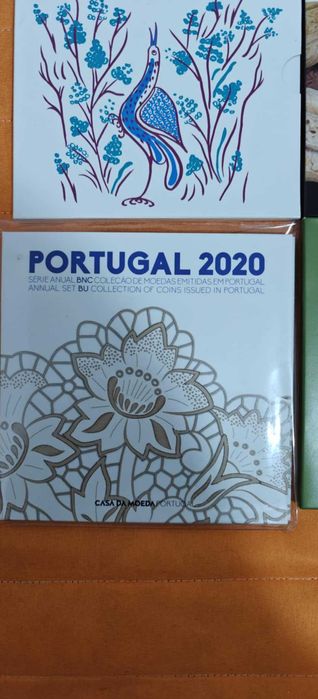 PORTUGAL 2020
SÉRIE ANUAL BNC COLEÇÃO DE MOEDAS EMITIDAS EM PORTUGAL
ANNUAL SET BU COLLECTION OF COINS ISSUED IN PORTUGAL
CASA DA MOEDA PORTUGAL